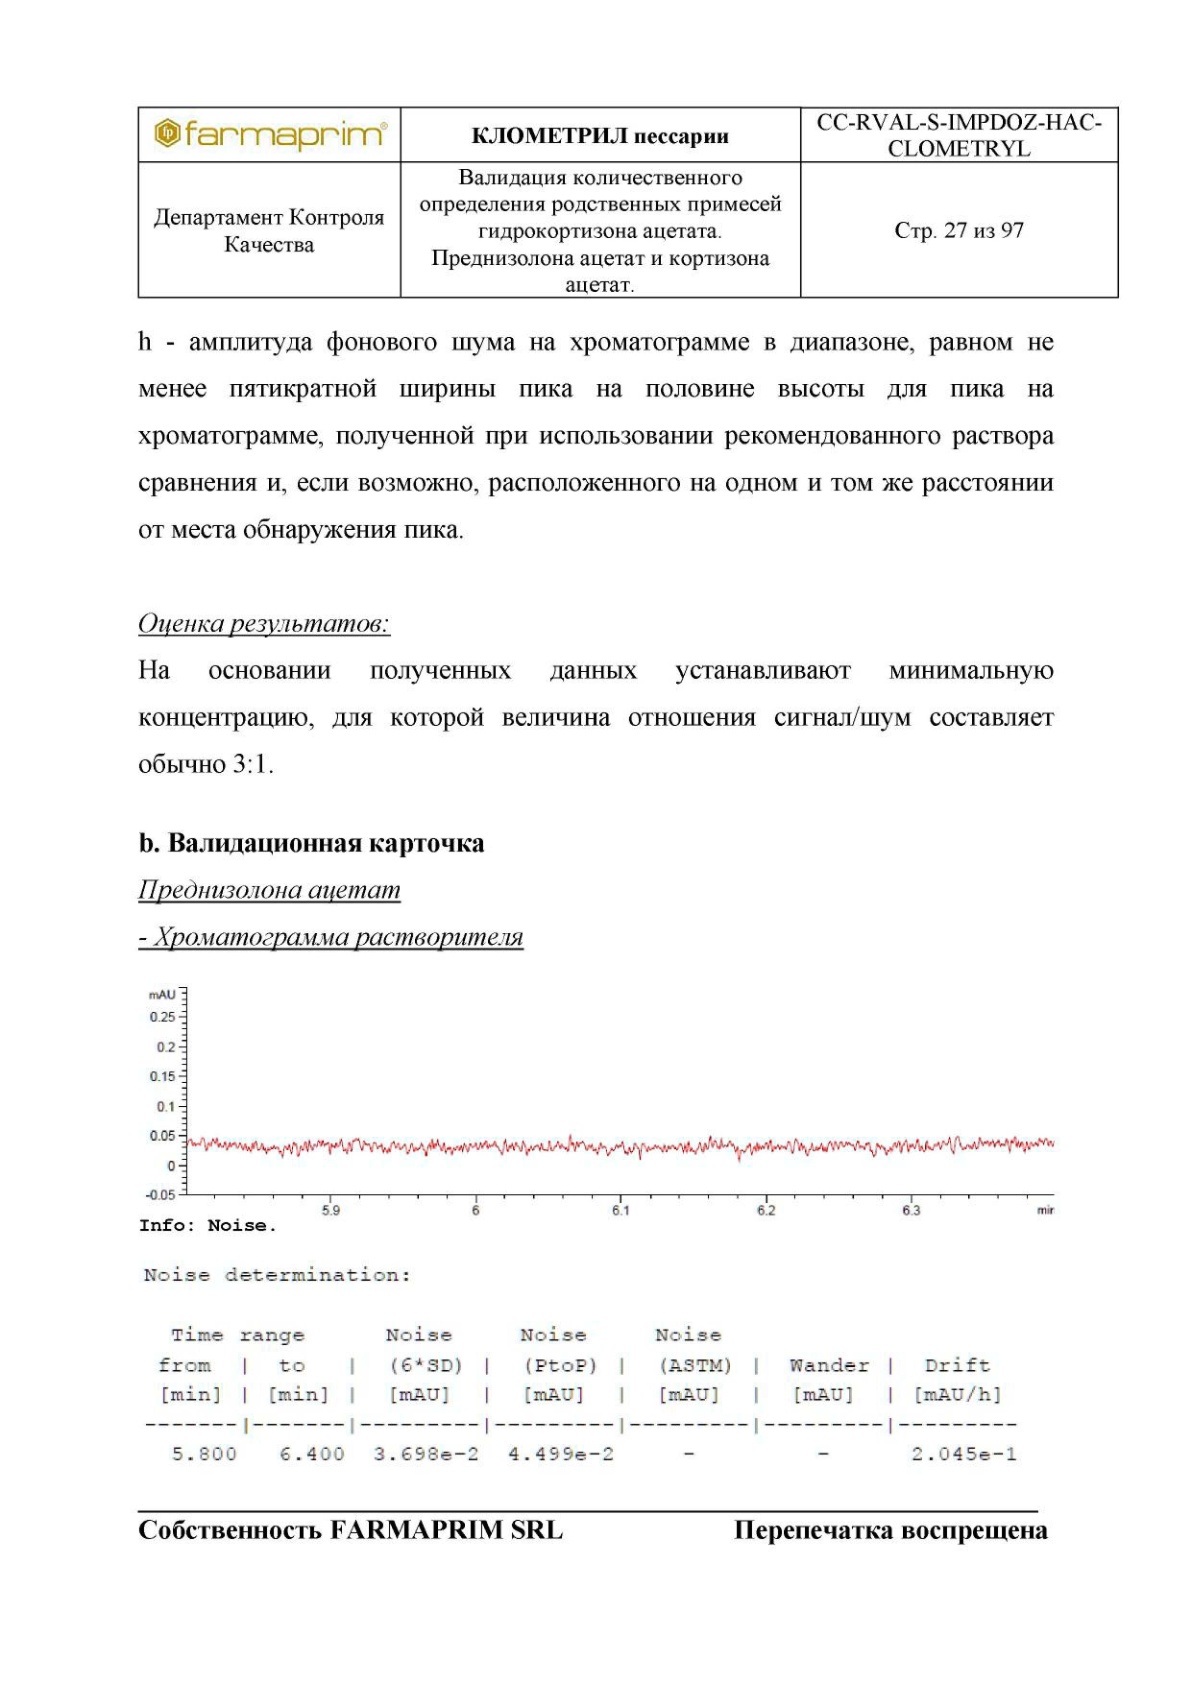 farmaprim®
КЛОМЕТРИЛ пессарии
CC-RVAL-S-IMPDOZ-HAC-
CLOMETRYL
Департамент Контроля
Качества
Валидация количественного
определения родственных примесей
гидрокортизона ацетата.
Преднизолона ацетат и кортизона
ацетат.
Стр. 27 из 97
h - амплитуда фонового шума на хроматограмме в диапазоне, равном не
менее пятикратной ширины пика на половине высоты для пика на
хроматограмме, полученной при использовании рекомендованного раствора
сравнения и, если возможно, расположенного на одном и том же расстоянии
от места обнаружения пика.
Оценка результатов:
На основании полученных данных устанавливают минимальную
концентрацию, для которой величина отношения сигнал/шум составляет
обычно 3:1.
b. Валидационная карточка
Преднизолона ацетат
- Хроматограмма растворителя
mAU
0.25
0.2
0.15
0.1
0.05
0
-0.05
5.9 6 6.1 6.2 6.3 mir
Info: Noise.
Noise determination:
Time range Noise Noise Noise
from | to | (6*SD) | (PtoP) | (ASTM) | Wander | Drift
[min] | [min] | [mAU] | [mAU] | [mAU] | [mAU] | [mAU/h]
-------|-------|---------|---------|---------|---------|---------
5.800 6.400 3.698e-2 4.499e-2 - - 2.045e-1
Собственность FARMAPRIM SRL Перепечатка воспрещена